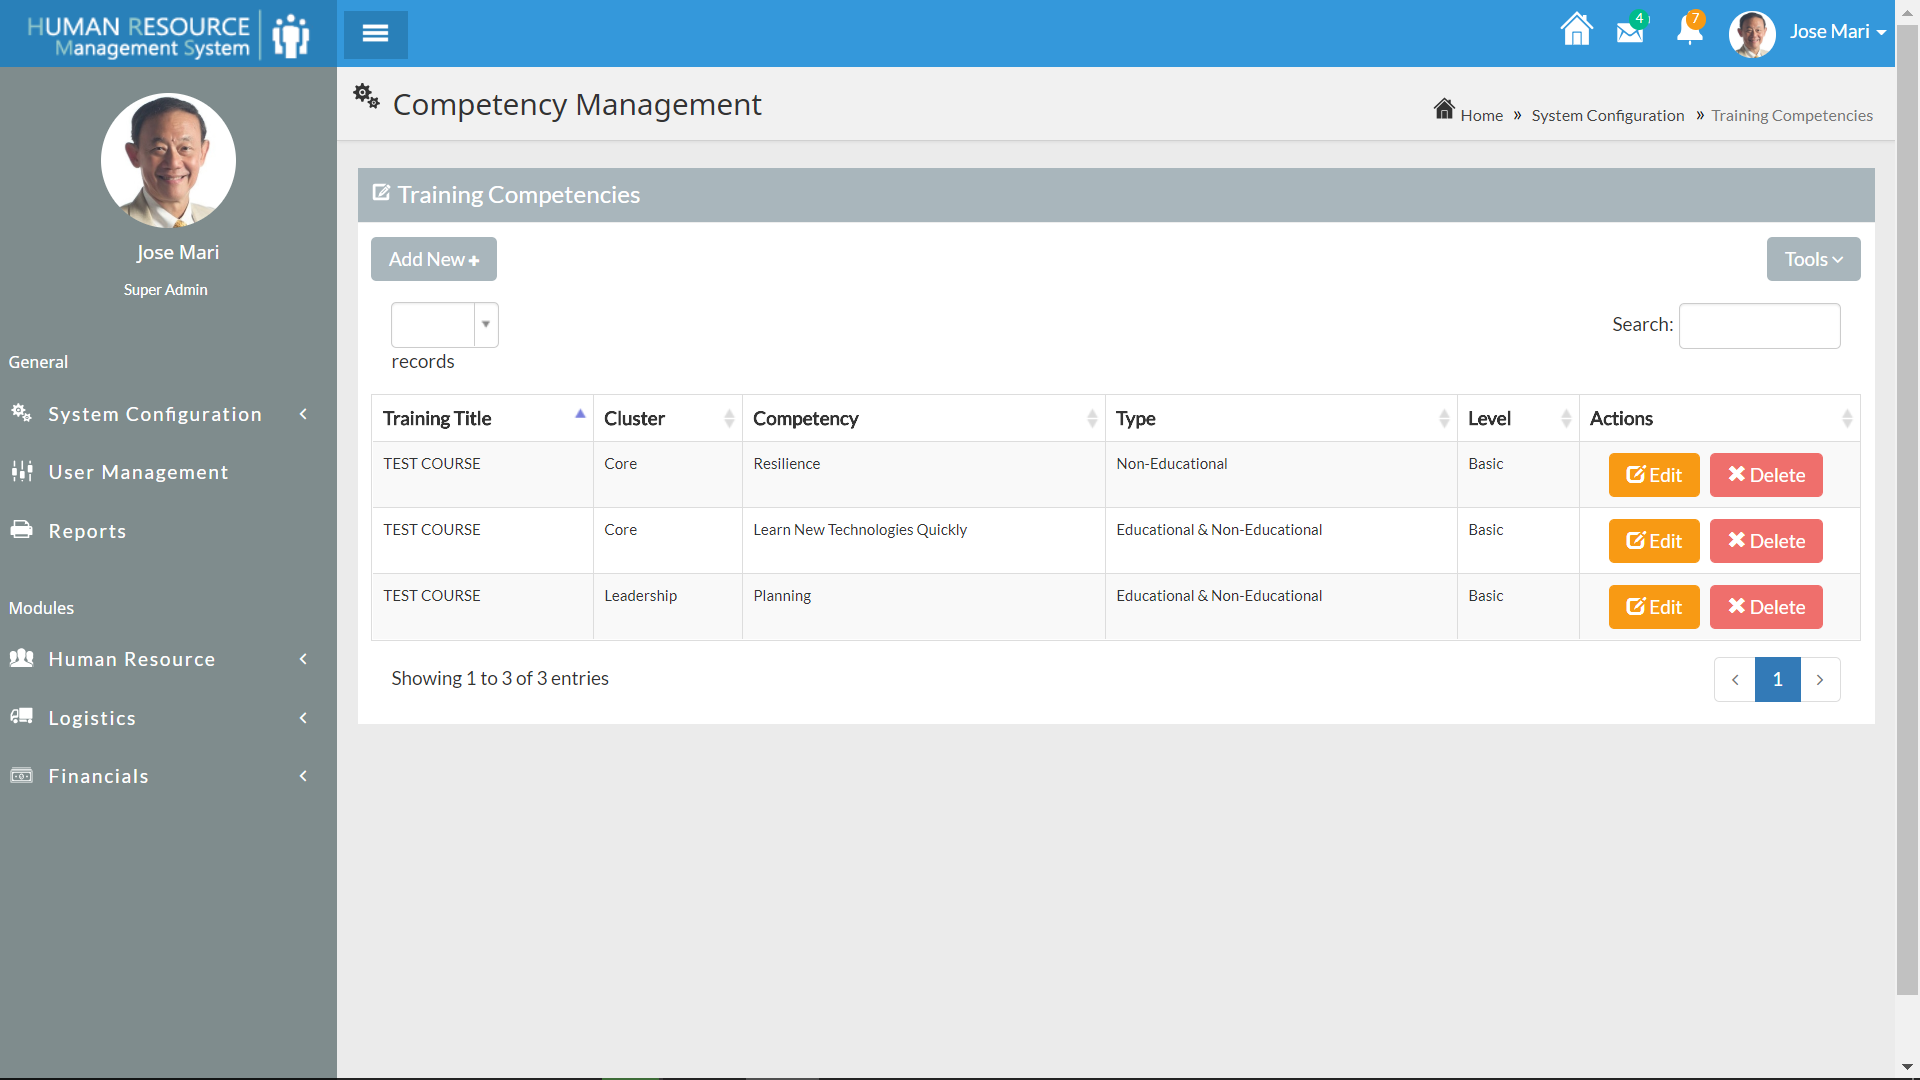 HUMAN RESOURCE
Management System
4
7
Jose Mari
Competency Management
Home » System Configuration » Training Competencies
Jose Mari
Super Admin
General
System Configuration
User Management
Reports
Modules
Human Resource
Logistics
Financials
Training Competencies
Add New
Tools
records
Search:
Training Title Cluster Competency Type Level Actions
TEST COURSE Core Resilience Non-Educational Basic Edit Delete
TEST COURSE Core Learn New Technologies Quickly Educational & Non-Educational Basic Edit Delete
TEST COURSE Leadership Planning Educational & Non-Educational Basic Edit Delete
Showing 1 to 3 of 3 entries
1